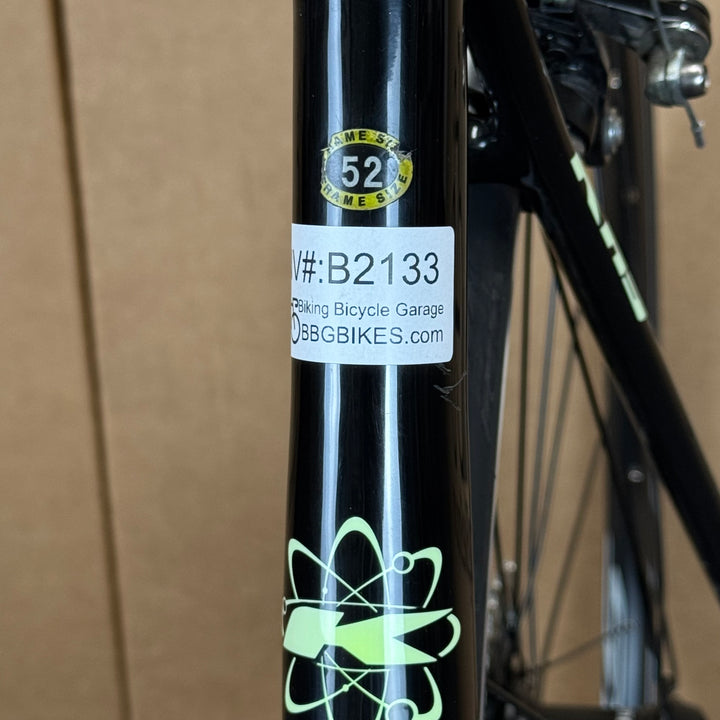 FRAME SIZE
52
FRAME SIZE
V#:B2133
Biking Bicycle Garage
BBGBIKES.com